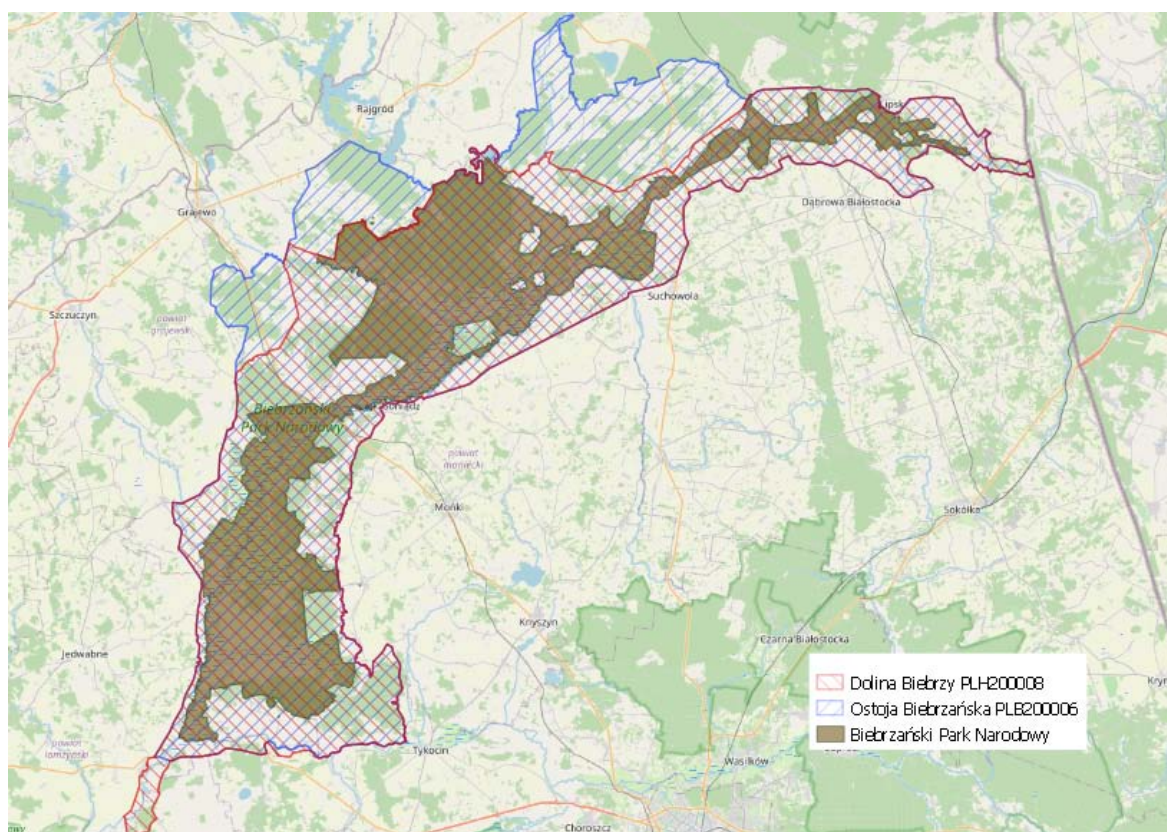 Rajgród
Lipsk
Grajewo
Dąbrowa Białostocka
Szczuczyn
powiat
grajewski
Suchowola
Biebrzański
Park Narodowy
powiat
moniecki
Mońki
Sokółka
Knyszyn
Jedwabne
Czarna Białostocka
Dolina Biebrzy PLH200008
Ostoja Biebrzańska PLB200006
Biebrzański Park Narodowy
powiat
łomżyński
Tykocin
Wasilków
Choroszcz